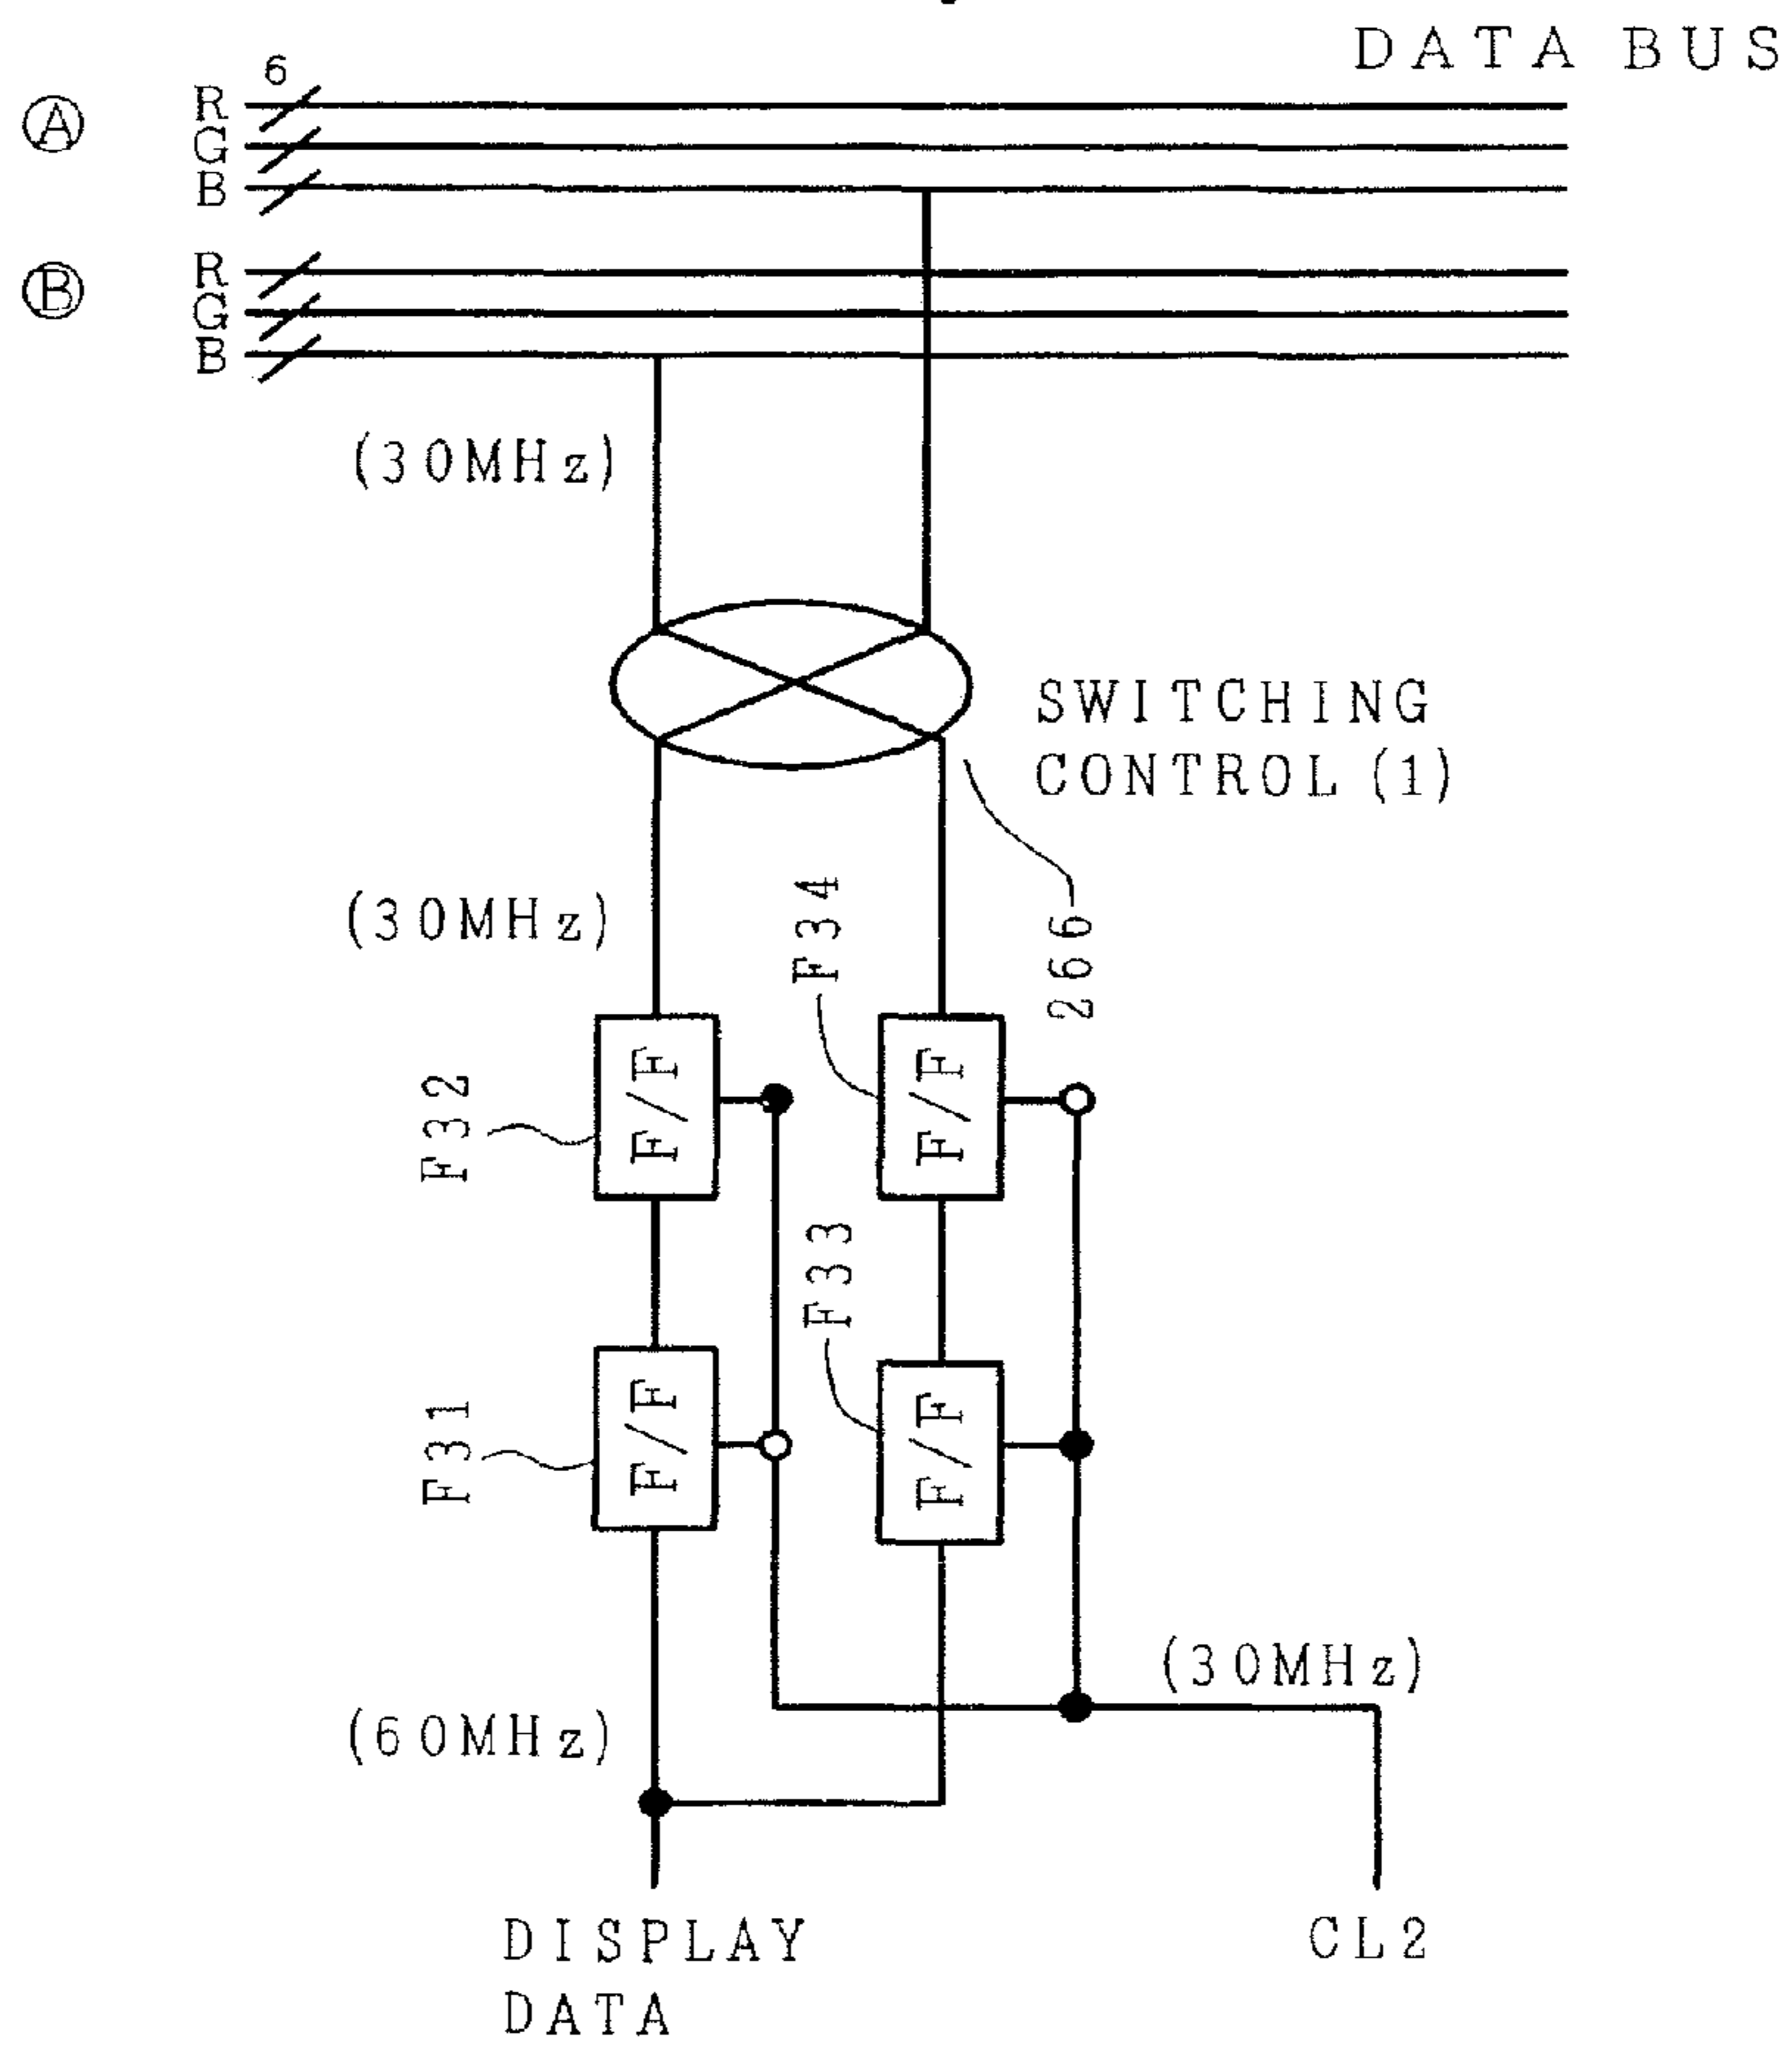 DATA BUS
6
Ⓐ
R
G
B
Ⓑ
R
G
B
(30MHz)
SWITCHING
CONTROL (1)
(30MHz)
F34
266
F32
F/F
F/F
F33
F31
F/F
F/F
(30MHz)
(60MHz)
DISPLAY
DATA
CL2